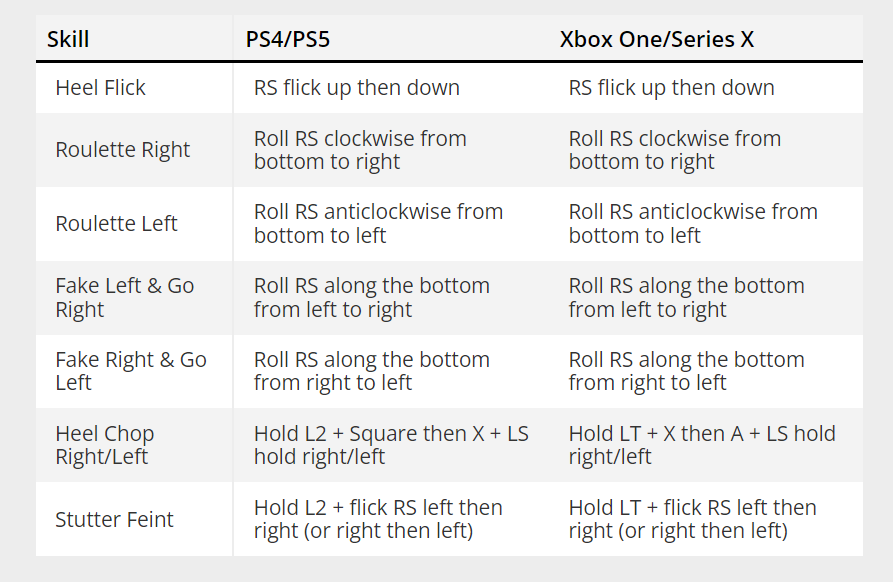 Skill PS4/PS5 Xbox One/Series X
Heel Flick RS flick up then down RS flick up then down
Roulette Right Roll RS clockwise from bottom to right Roll RS clockwise from bottom to right
Roulette Left Roll RS anticlockwise from bottom to left Roll RS anticlockwise from bottom to left
Fake Left & Go Right Roll RS along the bottom from left to right Roll RS along the bottom from left to right
Fake Right & Go Left Roll RS along the bottom from right to left Roll RS along the bottom from right to left
Heel Chop Right/Left Hold L2 + Square then X + LS hold right/left Hold LT + X then A + LS hold right/left
Stutter Feint Hold L2 + flick RS left then right (or right then left) Hold LT + flick RS left then right (or right then left)